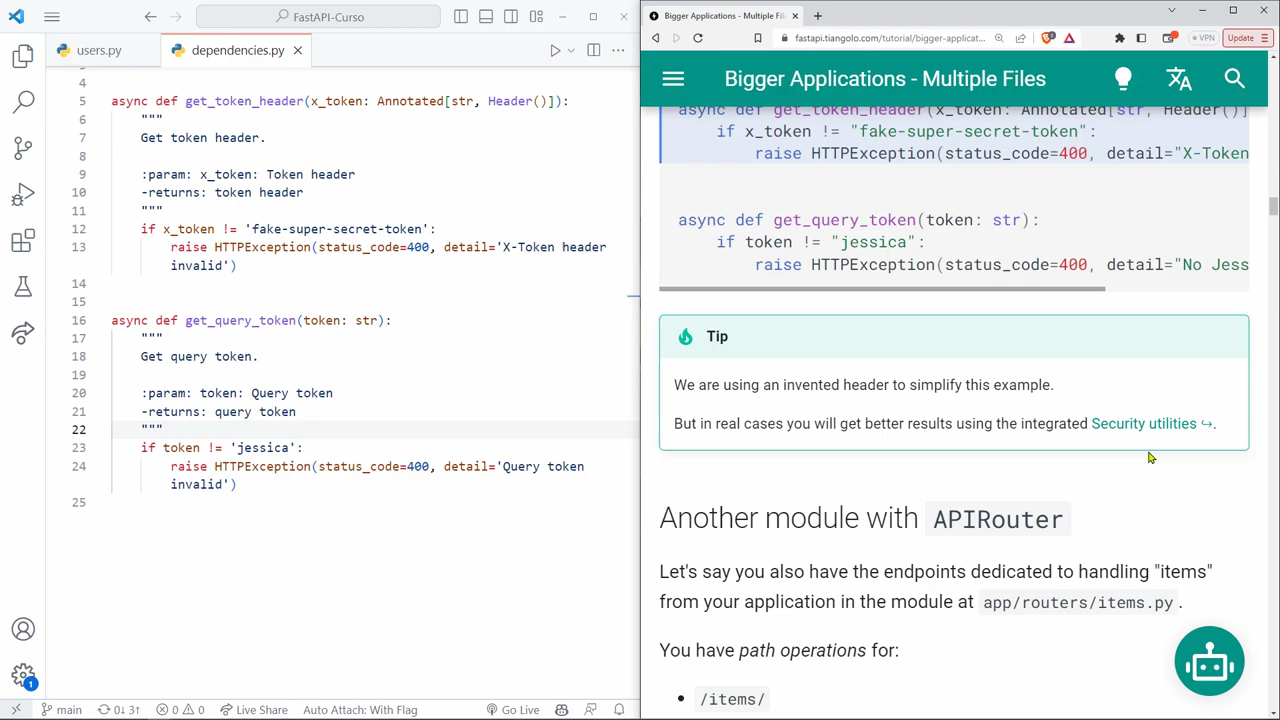 FastAPI-Curso
users.py
dependencies.py
4
5 async def get_token_header(x_token: Annotated[str, Header()]):
6 """
7 Get token header.
8
9 :param: x_token: Token header
10 -returns: token header
11 """
12 if x_token != 'fake-super-secret-token':
13 raise HTTPException(status_code=400, detail='X-Token header
invalid')
14
15
16 async def get_query_token(token: str):
17 """
18 Get query token.
19
20 :param: token: Query token
21 -returns: query token
22 """
23 if token != 'jessica':
24 raise HTTPException(status_code=400, detail='Query token
invalid')
25
1
main
0↓ 3↑
0
0
Live Share
Auto Attach: With Flag
Go Live
Bigger Applications - Multiple Files
fastapi.tiangolo.com/tutorial/bigger-applicat...
VPN
Update
Bigger Applications - Multiple Files
async def get_token_header(x_token: Annotated[str, Header()]
if x_token != "fake-super-secret-token":
raise HTTPException(status_code=400, detail="X-Token
async def get_query_token(token: str):
if token != "jessica":
raise HTTPException(status_code=400, detail="No Jess
Tip
We are using an invented header to simplify this example.
But in real cases you will get better results using the integrated Security utilities ↪.
Another module with APIRouter
Let's say you also have the endpoints dedicated to handling "items"
from your application in the module at app/routers/items.py.
You have path operations for:
• /items/